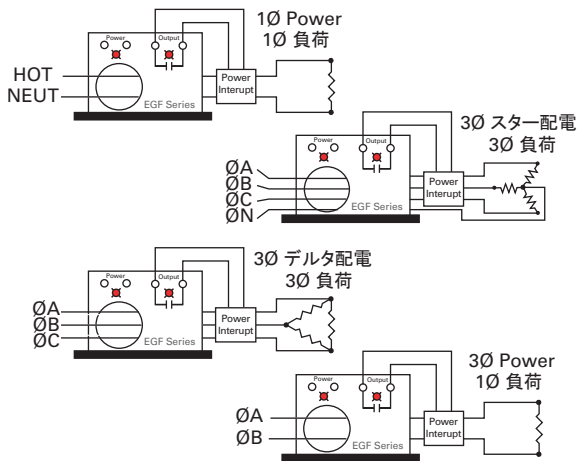 1Ø Power
1Ø 負荷
Power
Output
HOT
NEUT
Power
Interupt
EGF Series
3Ø スター配電
3Ø 負荷
Power
Output
ØA
ØB
ØC
ØN
Power
Interupt
EGF Series
3Ø デルタ配電
3Ø 負荷
Power
Output
ØA
ØB
ØC
Power
Interupt
EGF Series
3Ø Power
1Ø 負荷
Power
Output
ØA
ØB
Power
Interupt
EGF Series